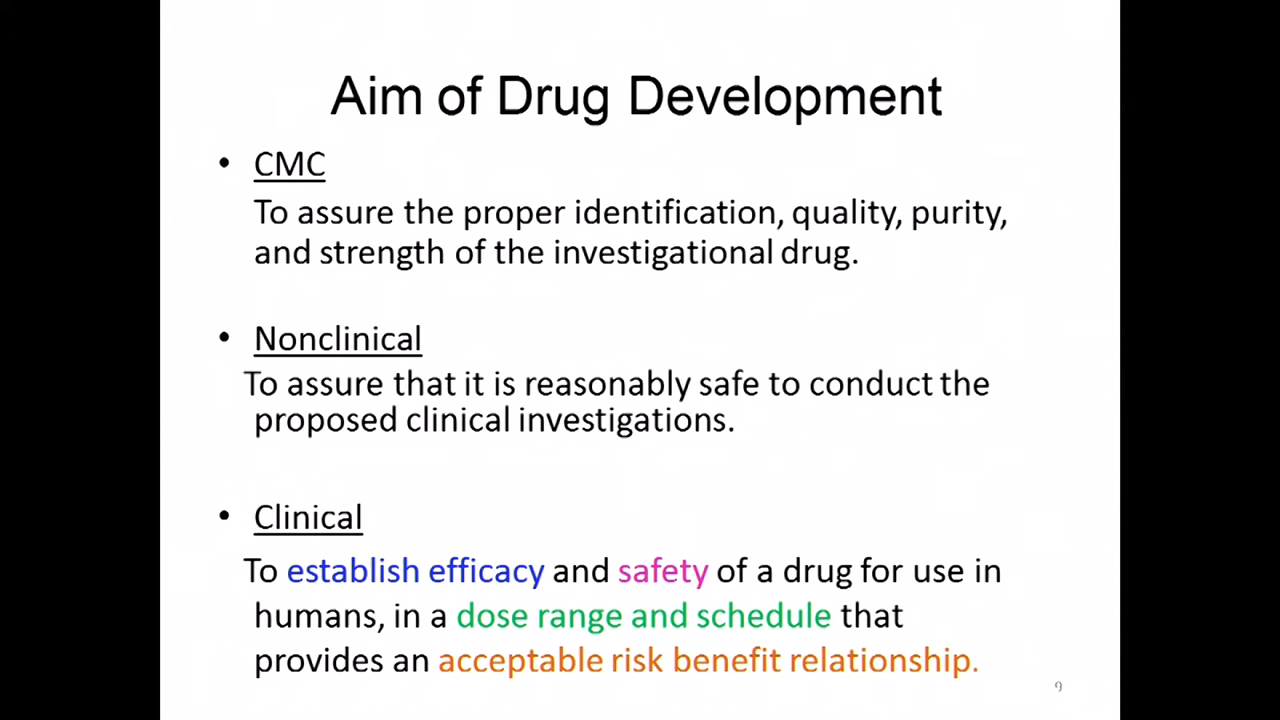 Aim of Drug Development
• CMC
To assure the proper identification, quality, purity,
and strength of the investigational drug.
• Nonclinical
To assure that it is reasonably safe to conduct the
proposed clinical investigations.
• Clinical
To establish efficacy and safety of a drug for use in
humans, in a dose range and schedule that
provides an acceptable risk benefit relationship.
9